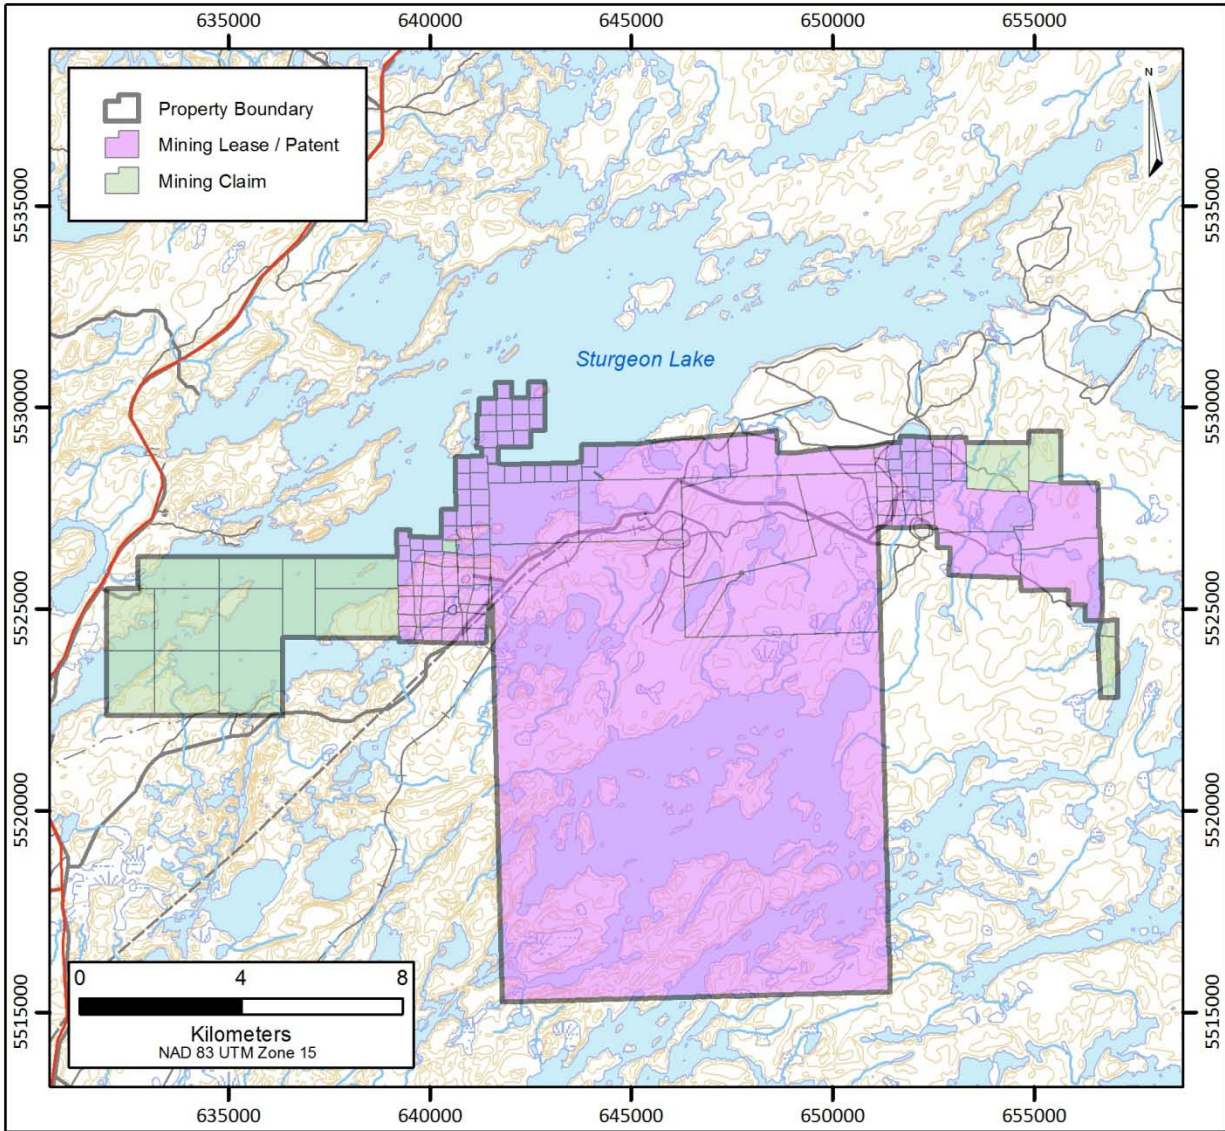 635000 640000 645000 650000 655000
N
Property Boundary
Mining Lease / Patent
Mining Claim
5535000 5535000
Sturgeon Lake
5530000 5530000
5525000 5525000
5520000 5520000
0 4 8
Kilometers
NAD 83 UTM Zone 15
5515000 5515000
635000 640000 645000 650000 655000